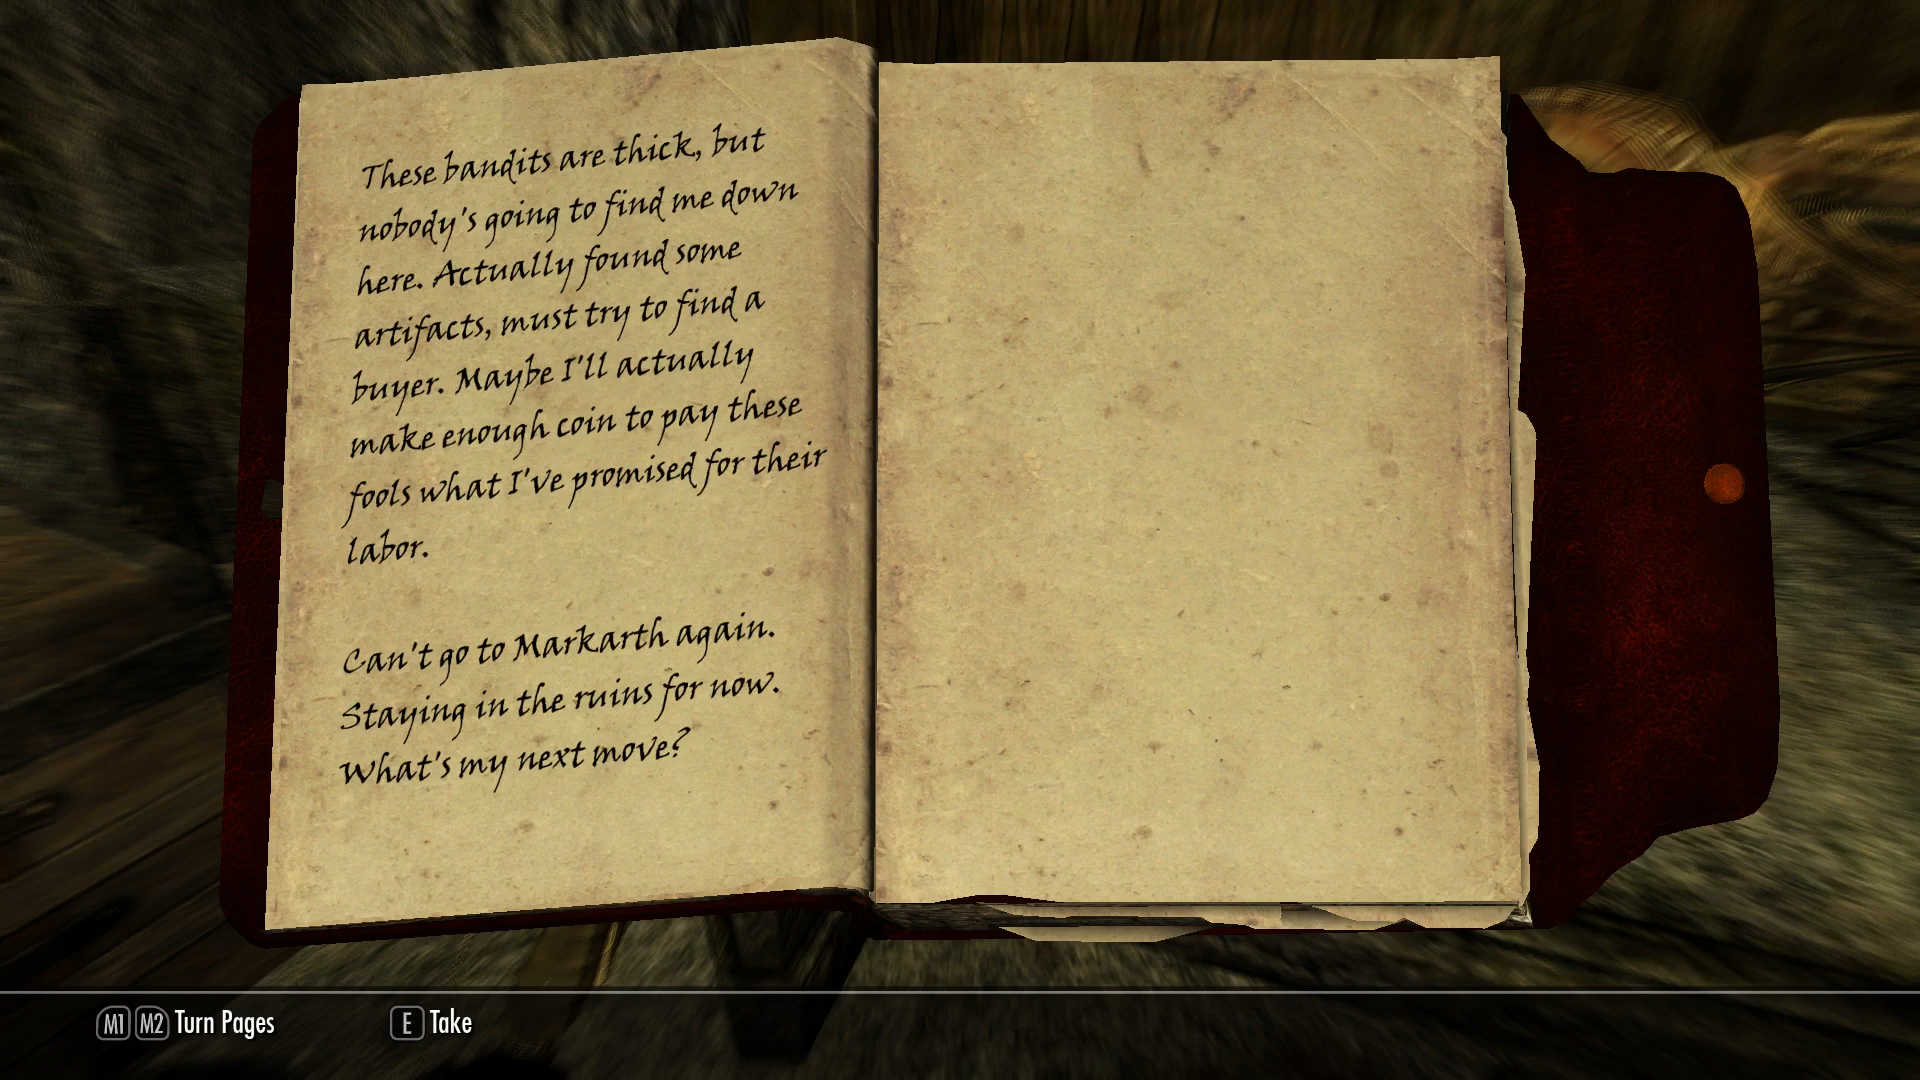 These bandits are thick, but
nobody's going to find me down
here. Actually found some
artifacts, must try to find a
buyer. Maybe I'll actually
make enough coin to pay these
fools what I've promised for their
labor.
Can't go to Markarth again.
Staying in the ruins for now.
What's my next move?
M1 M2 Turn Pages
E Take